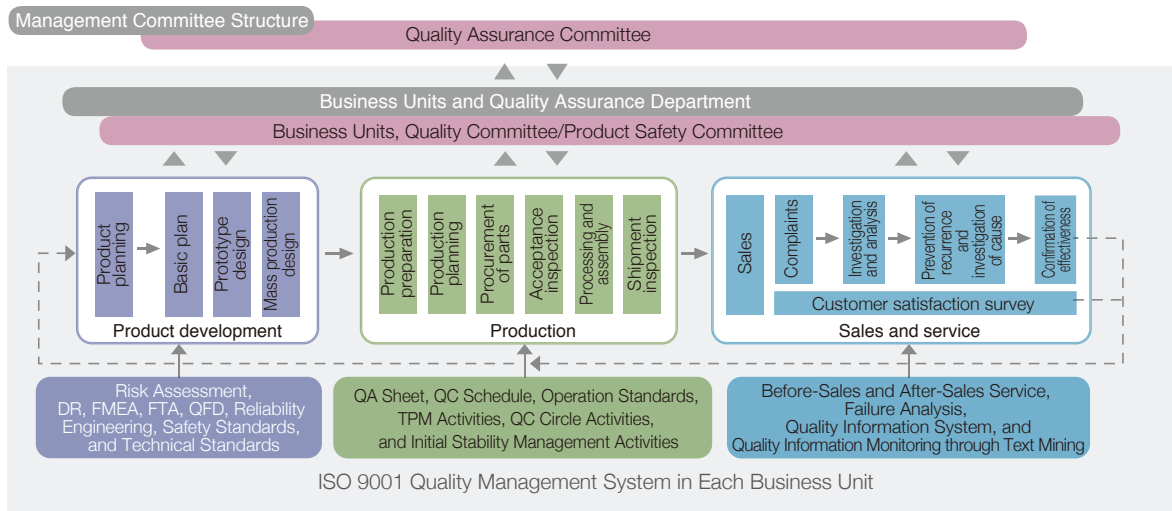 Management Committee Structure
Quality Assurance Committee
Business Units and Quality Assurance Department
Business Units, Quality Committee/Product Safety Committee
Product
planning
Basic plan
Prototype
design
Mass production
design
Product development
Production
preparation
Production
planning
Procurement
of parts
Acceptance
inspection
Processing and
assembly
Shipment
inspection
Production
Sales
Complaints
Investigation
and analysis
Prevention of
recurrence
and
investigation
of cause
Confirmation of
effectiveness
Customer satisfaction survey
Sales and service
Risk Assessment,
DR, FMEA, FTA, QFD, Reliability
Engineering, Safety Standards,
and Technical Standards
QA Sheet, QC Schedule, Operation Standards,
TPM Activities, QC Circle Activities,
and Initial Stability Management Activities
Before-Sales and After-Sales Service,
Failure Analysis,
Quality Information System, and
Quality Information Monitoring through Text Mining
ISO 9001 Quality Management System in Each Business Unit